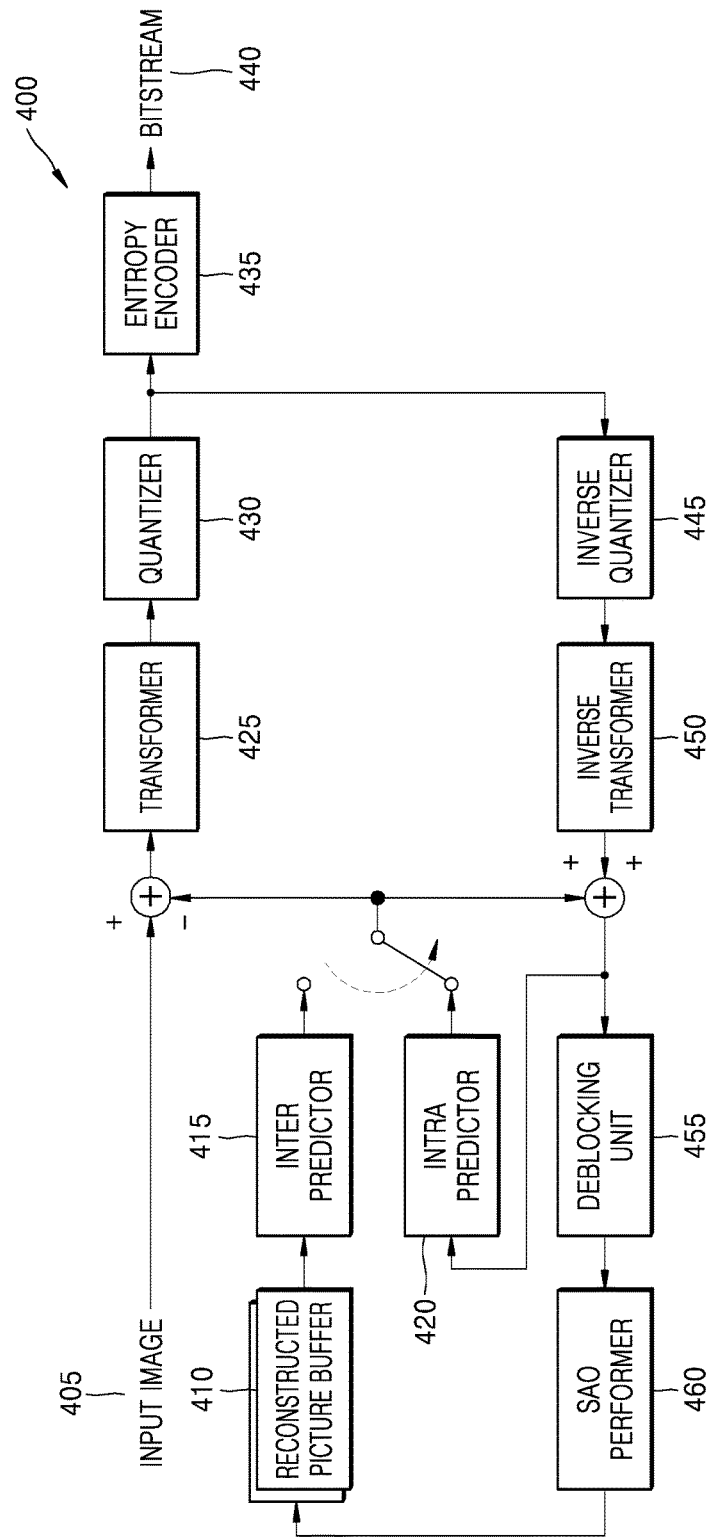 400
INPUT IMAGE
405
+
-
+
TRANSFORMER
425
QUANTIZER
430
ENTROPY
ENCODER
435
BITSTREAM
440
RECONSTRUCTED
PICTURE BUFFER
410
INTER
PREDICTOR
415
INTRA
PREDICTOR
420
INVERSE
QUANTIZER
445
INVERSE
TRANSFORMER
450
+
+
+
DEBLOCKING
UNIT
455
SAO
PERFORMER
460